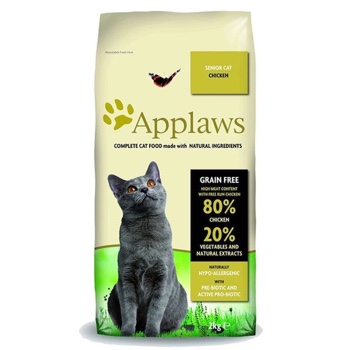 SENIOR CAT
CHICKEN
Applaws
COMPLETE CAT FOOD made with NATURAL INGREDIENTS
GRAIN FREE
HIGH MEAT CONTENT
WITH FREE RUN CHICKEN
80%
CHICKEN
20%
VEGETABLES AND
NATURAL EXTRACTS
NATURALLY
HYPO-ALLERGENIC
WITH
PRE-BIOTIC AND
ACTIVE PRO-BIOTIC
2kg e